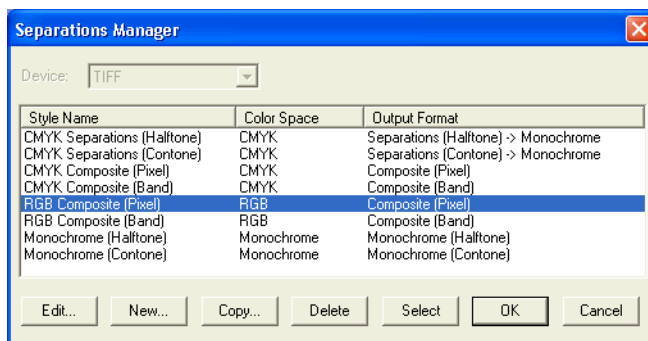 Separations Manager
Device: TIFF
Style Name Color Space Output Format
CMYK Separations (Halftone) CMYK Separations (Halftone) -> Monochrome
CMYK Separations (Contone) CMYK Separations (Contone) -> Monochrome
CMYK Composite (Pixel) CMYK Composite (Pixel)
CMYK Composite (Band) CMYK Composite (Band)
RGB Composite (Pixel) RGB Composite (Pixel)
RGB Composite (Band) RGB Composite (Band)
Monochrome (Halftone) Monochrome Monochrome (Halftone)
Monochrome (Contone) Monochrome Monochrome (Contone)
Edit... New... Copy... Delete Select OK Cancel